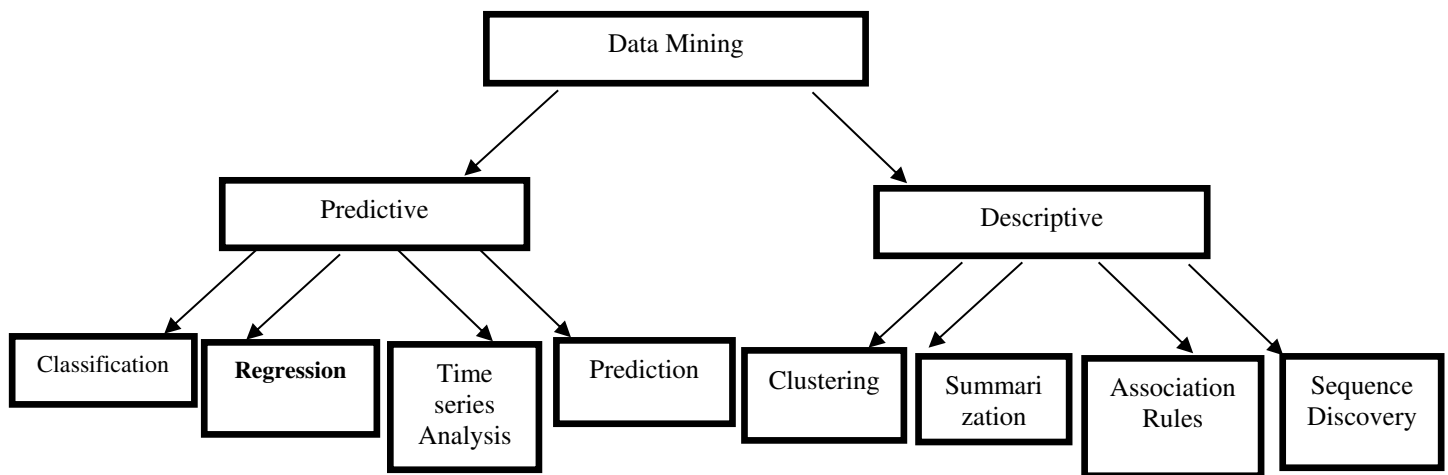 Data Mining
Predictive
Descriptive
Classification
Regression
Time
series
Analysis
Prediction
Clustering
Summari
zation
Association
Rules
Sequence
Discovery